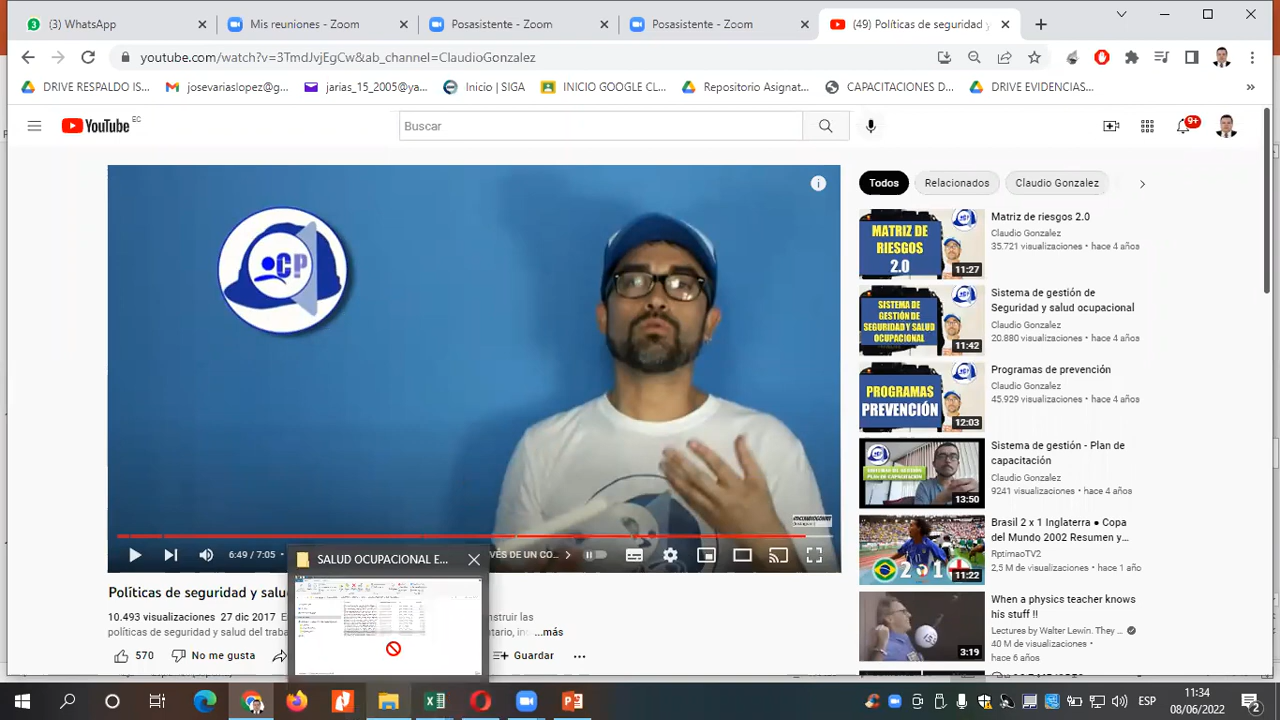 (3) WhatsApp
Mis reuniones - Zoom
Posasistente - Zoom
Posasistente - Zoom
(49) Políticas de seguridad y
youtube.com/watch?v=3TmdJvjEgCw&ab_channel=ClaudioGonzalez
DRIVE RESPALDO IS...
josevariaslopez@g...
jarias_15_2005@ya...
Inicio | SIGA
INICIO GOOGLE CL...
Repositorio Asignat...
CAPACITACIONES D...
DRIVE EVIDENCIAS...
YouTube EC
Buscar
9+
CP
Todos
Relacionados
Claudio Gonzalez
MATRIZ DE
RIESGOS
2.0
11:27
Matriz de riesgos 2.0
Claudio Gonzalez
35.721 visualizaciones • hace 4 años
SISTEMA DE
GESTIÓN DE
SEGURIDAD Y SALUD
OCUPACIONAL
11:42
Sistema de gestión de
Seguridad y salud ocupacional
Claudio Gonzalez
20.880 visualizaciones • hace 4 años
PROGRAMAS
PREVENCIÓN
12:03
Programas de prevención
Claudio Gonzalez
45.929 visualizaciones • hace 4 años
13:50
Sistema de gestión - Plan de
capacitación
Claudio Gonzalez
9241 visualizaciones • hace 4 años
11:22
Brasil 2 x 1 Inglaterra ● Copa
del Mundo 2002 Resumen y...
RptimaoTV2
2,5 M de visualizaciones • hace 1 año
3:19
When a physics teacher knows
his stuff !!
Lectures by Walter Lewin. They ...
40 M de visualizaciones •
hace 6 años
6:49 / 7:05 •
VÉS DE UN CO...
SALUD OCUPACIONAL E...
Políticas de seguridad y salu
visualizaciones 27 dic 2017
nstruir las
políticas de seguridad y salud del trabaj
...más
570
No me gusta
Guardar
ESP
11:34
08/06/2022
2